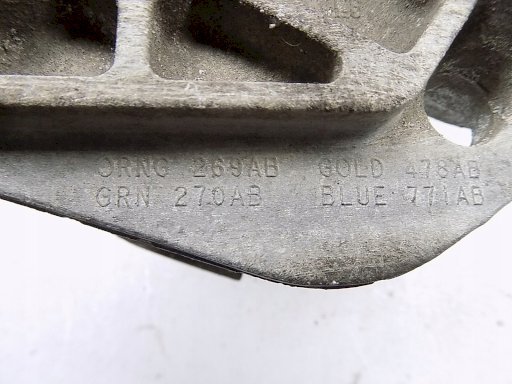 ORNG 269AB GOLD 478AB
GRN 270AB BLUE 771AB